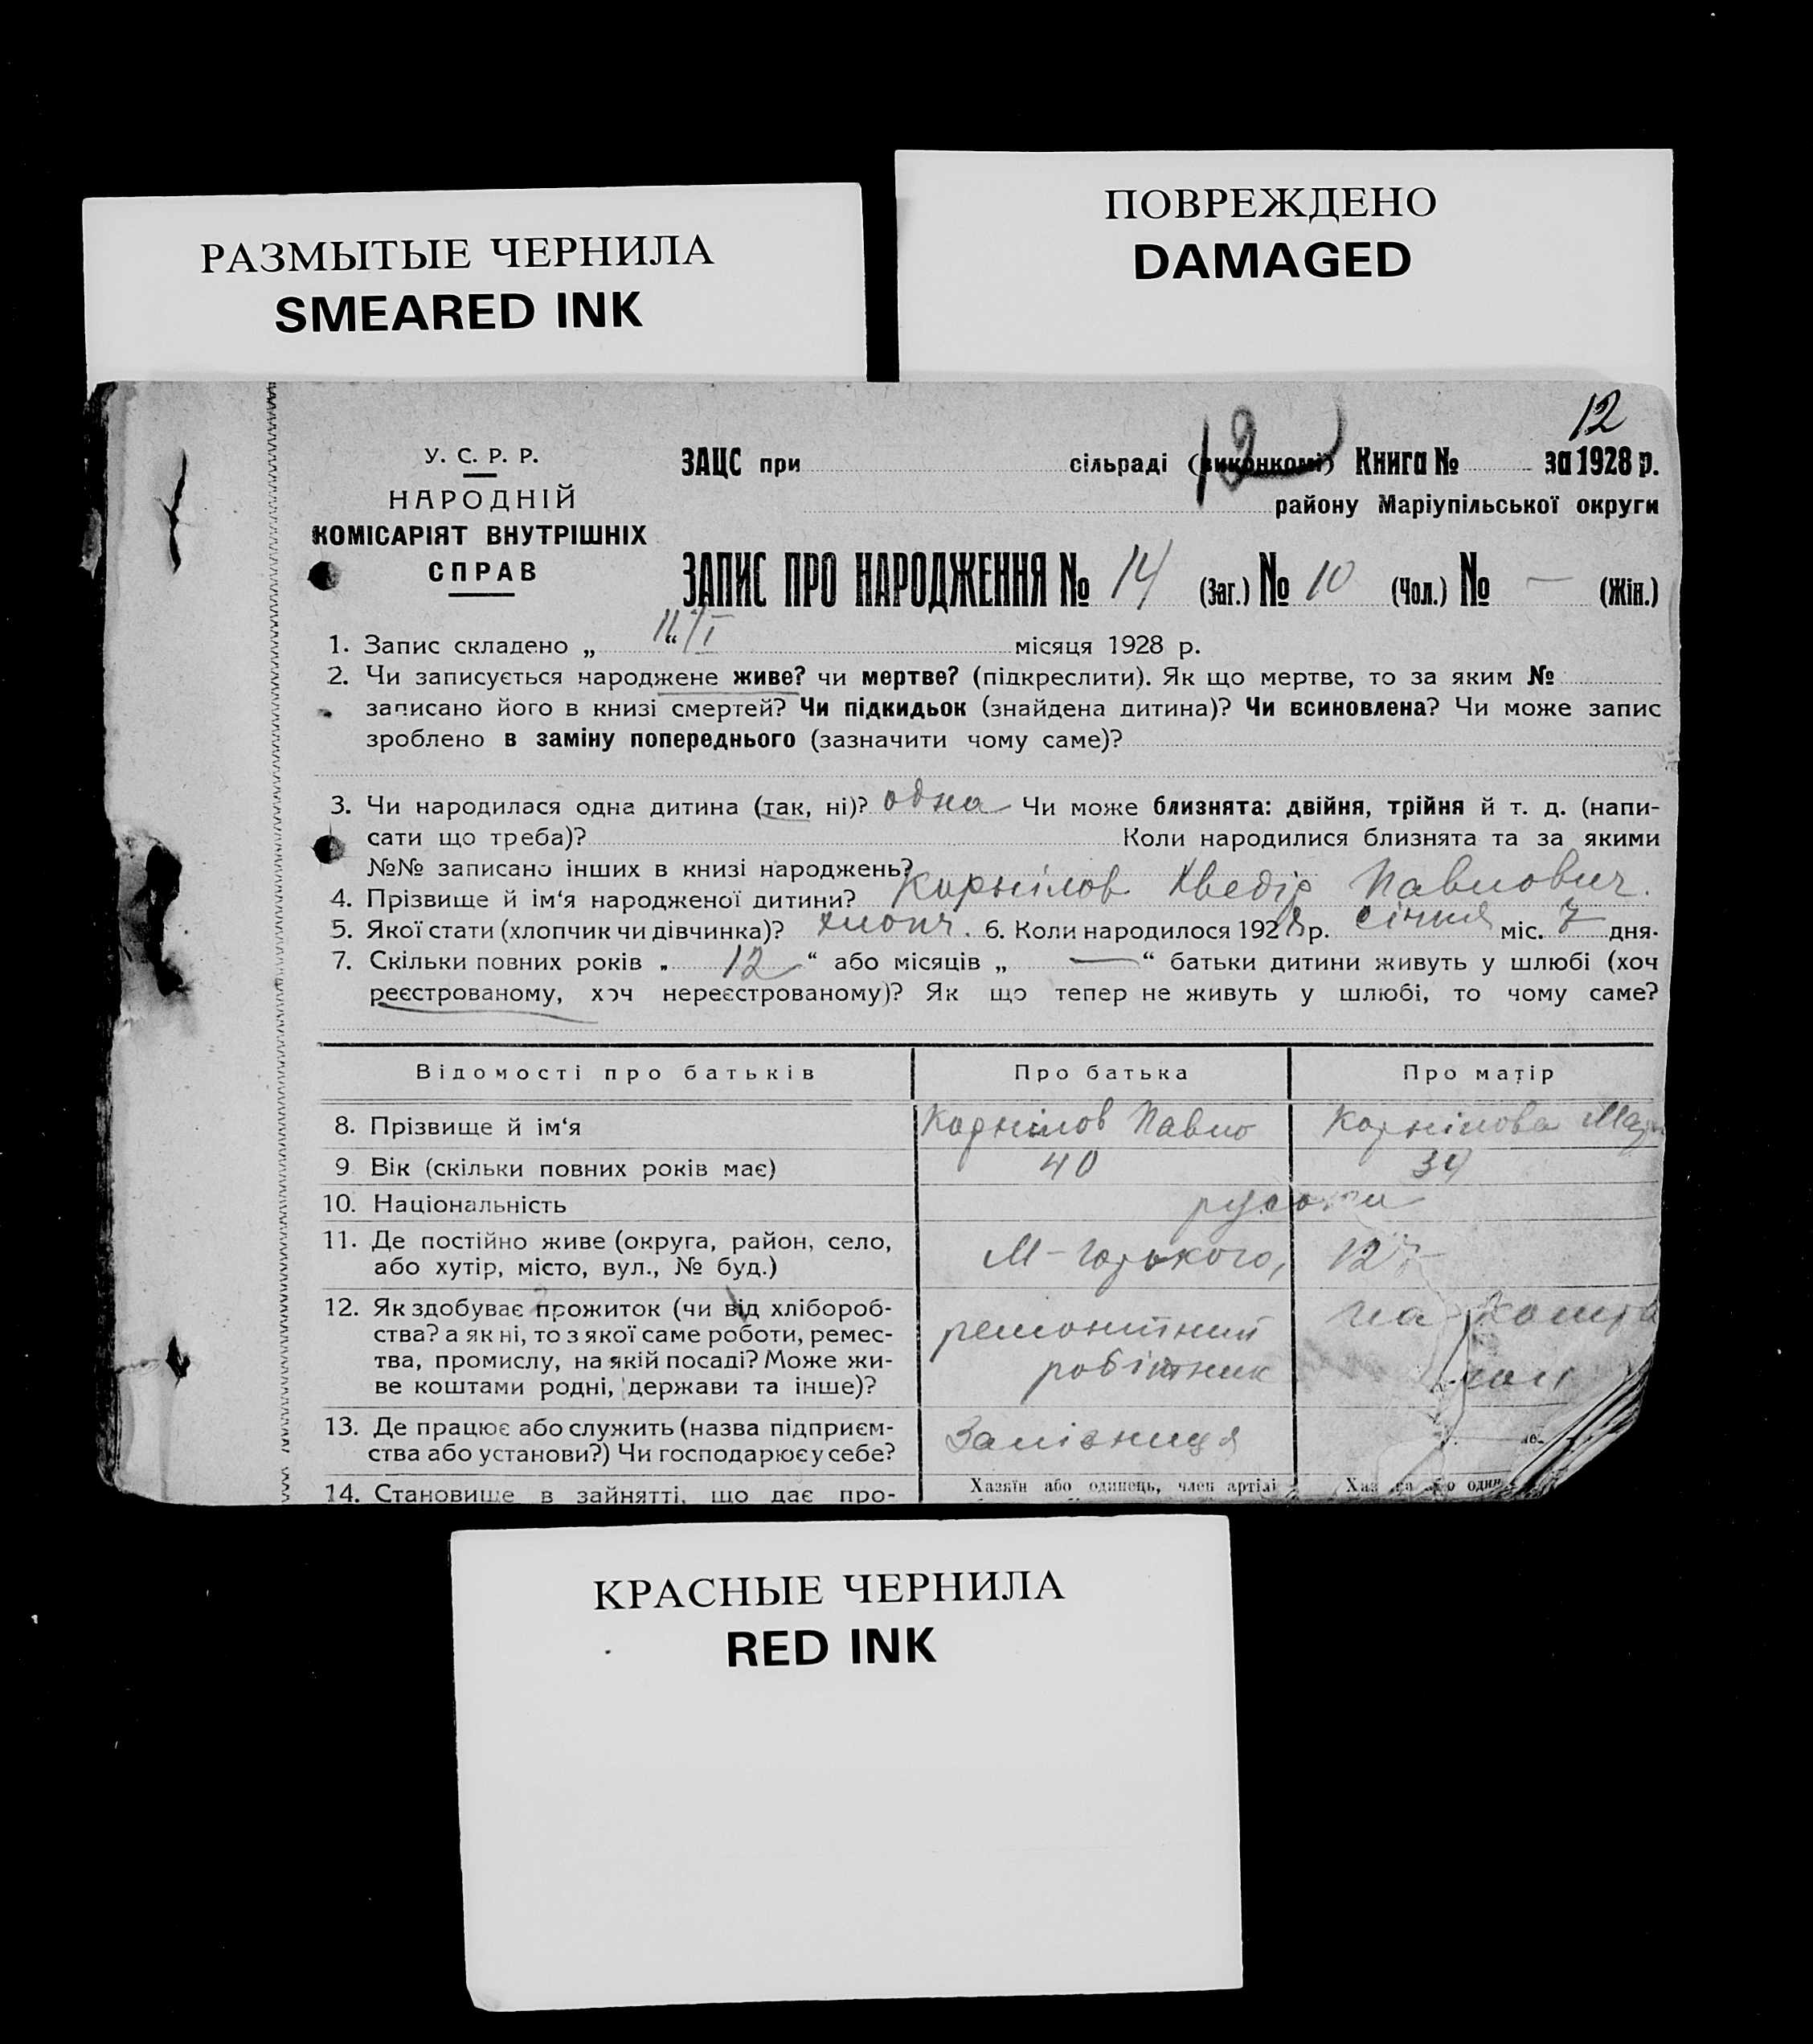 РАЗМЫТЫЕ ЧЕРНИЛА
SMEARED INK
ПОВРЕЖДЕНО
DAMAGED
12
У. С. Р. Р.
НАРОДНІЙ
КОМІСАРІЯТ ВНУТРІШНІХ
СПРАВ
12
ЗАЦС при сільраді (виконкомі) Книга № за 1928 р.
району Маріупільської округи
ЗАПИС ПРО НАРОДЖЕННЯ № 14 (Заг.) № 10 (Чол.) № — (Жін.)
1. Запис складено „ “ місяця 1928 р.
2. Чи записується народжене живе? чи мертве? (підкреслити). Як що мертве, то за яким №
записано його в книзі смертей? Чи підкидьок (знайдена дитина)? Чи всиновлена? Чи може запис
зроблено в заміну попереднього (зазначити чому саме)?
3. Чи народилася одна дитина (так, ні)? одна Чи може близнята: двійня, трійня й т. д. (напи-
сати що треба)? Коли народилися близнята та за якими
№№ записано інших в книзі народжень?
4. Прізвище й ім‘я народженої дитини? Корнілов Хведір Павлович.
5. Якої стати (хлопчик чи дівчинка)? хлопч. 6. Коли народилося 1928 р. січня міс. 7 дня.
7. Скільки повних років „ 12 “ або місяців „ — “ батьки дитини живуть у шлюбі (хоч
реєстрованому, хоч нереєстрованому)? Як що тепер не живуть у шлюбі, то чому саме?
Відомості про батьків Про батька Про матір
8. Прізвище й ім‘я Корнілов Павло Корнілова
9 Вік (скільки повних років має) 40 34
10. Національність
11. Де постійно живе (округа, район, село,
або хутір, місто, вул., № буд.) М-Горького,
12. Як здобуває прожиток (чи від хліборобства? а як ні, то з якої саме роботи, ремес-
тва, промислу, на якій посаді? Може жи-
ве коштами родні, держави та інше)? ремонтний
робітник
13. Де працює або служить (назва підприєм-
ства або установи?) Чи господарює у себе? Залізниця
14. Становище в зайнятті, що дає про- Хазяїн або одинець, член артілі
КРАСНЫЕ ЧЕРНИЛА
RED INK